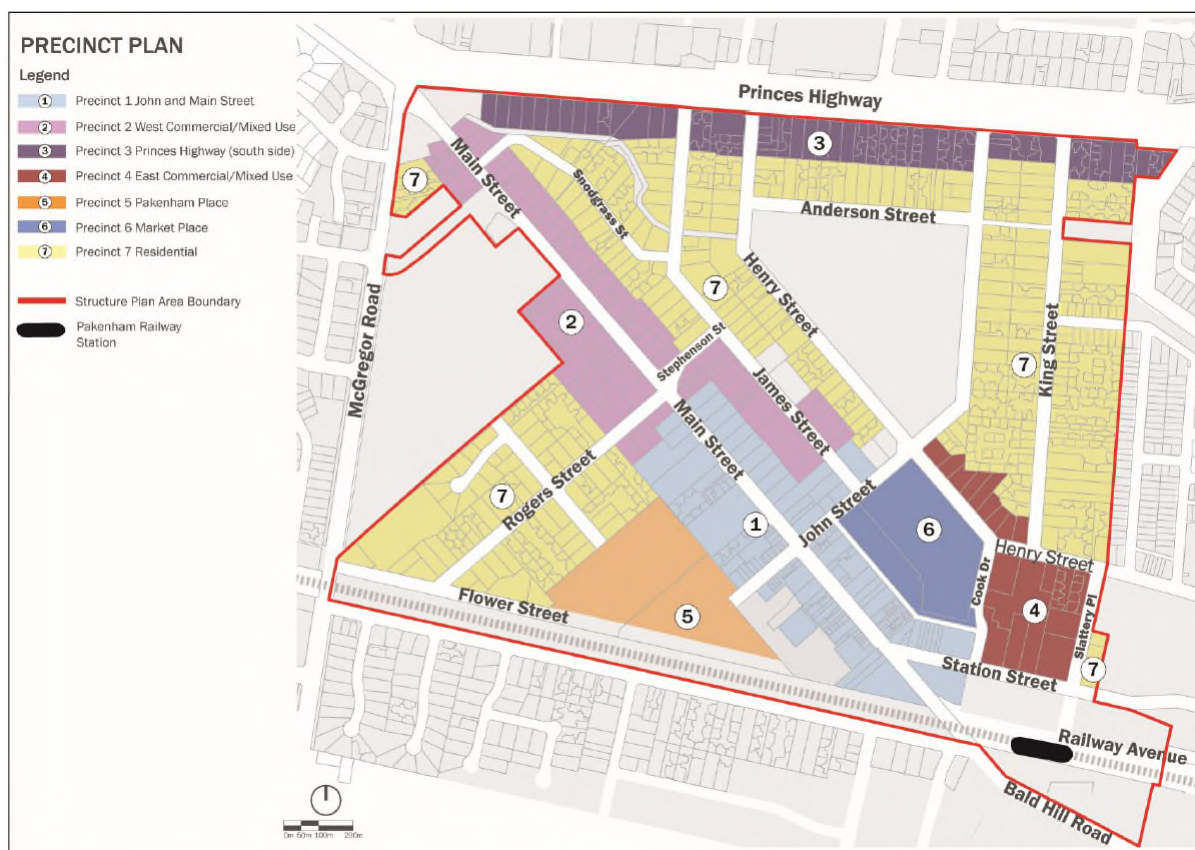 PRECINCT PLAN
Legend
1 Precinct 1 John and Main Street
2 Precinct 2 West Commercial/Mixed Use
3 Precinct 3 Princes Highway (south side)
4 Precinct 4 East Commercial/Mixed Use
5 Precinct 5 Pakenham Place
6 Precinct 6 Market Place
7 Precinct 7 Residential
Structure Plan Area Boundary
Pakenham Railway
Station
Princes Highway
3
Main Street
7
Snodgrass St
Anderson Street
McGregor Road
7
Henry Street
2
7
King Street
Stephenson St
James Street
Main Street
Rogers Street
7
John Street
1
6
Henry Street
Cook Dr
Flower Street
5
4
Slattery Pl
Station Street
7
Railway Avenue
Bald Hill Road
0m 50m 100m 200m